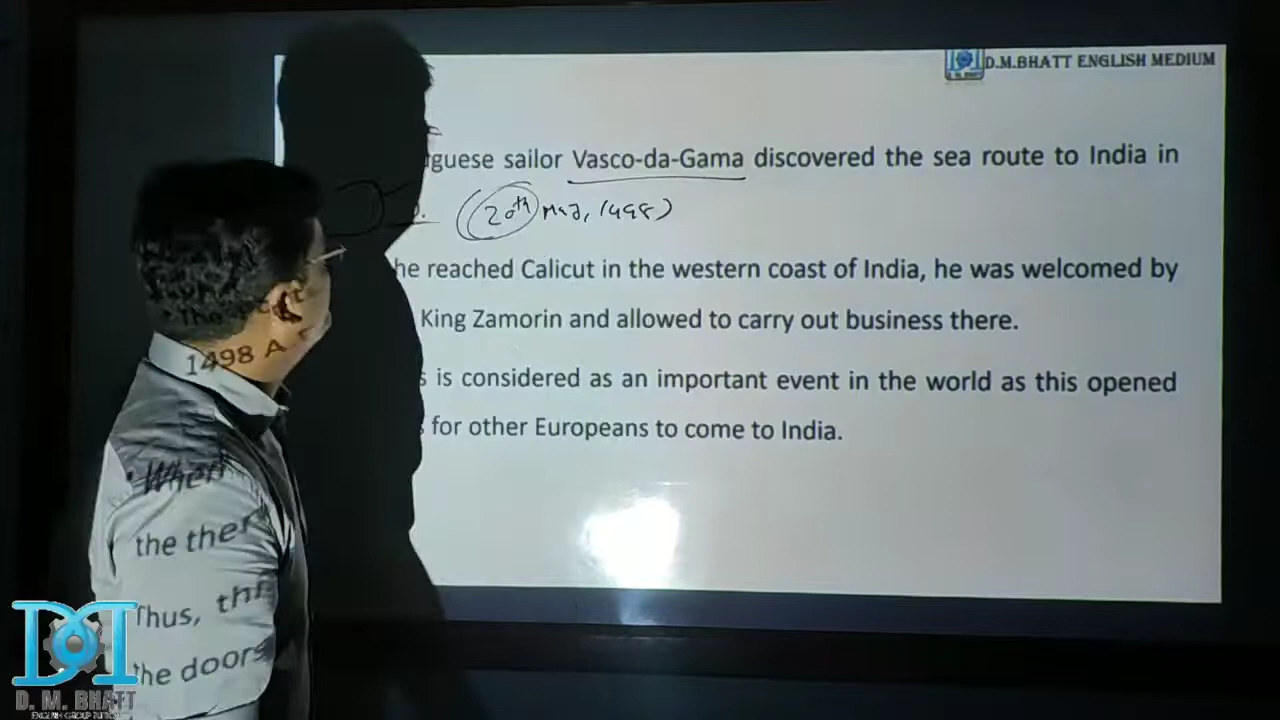 D.M.BHATT ENGLISH MEDIUM
• The guese sailor Vasco-da-Gama discovered the sea route to India in
1498 A D. (20th May, 1498)
• When he reached Calicut in the western coast of India, he was welcomed by
the then King Zamorin and allowed to carry out business there.
Thus, this is considered as an important event in the world as this opened
the doors for other Europeans to come to India.
D. M. BHATT